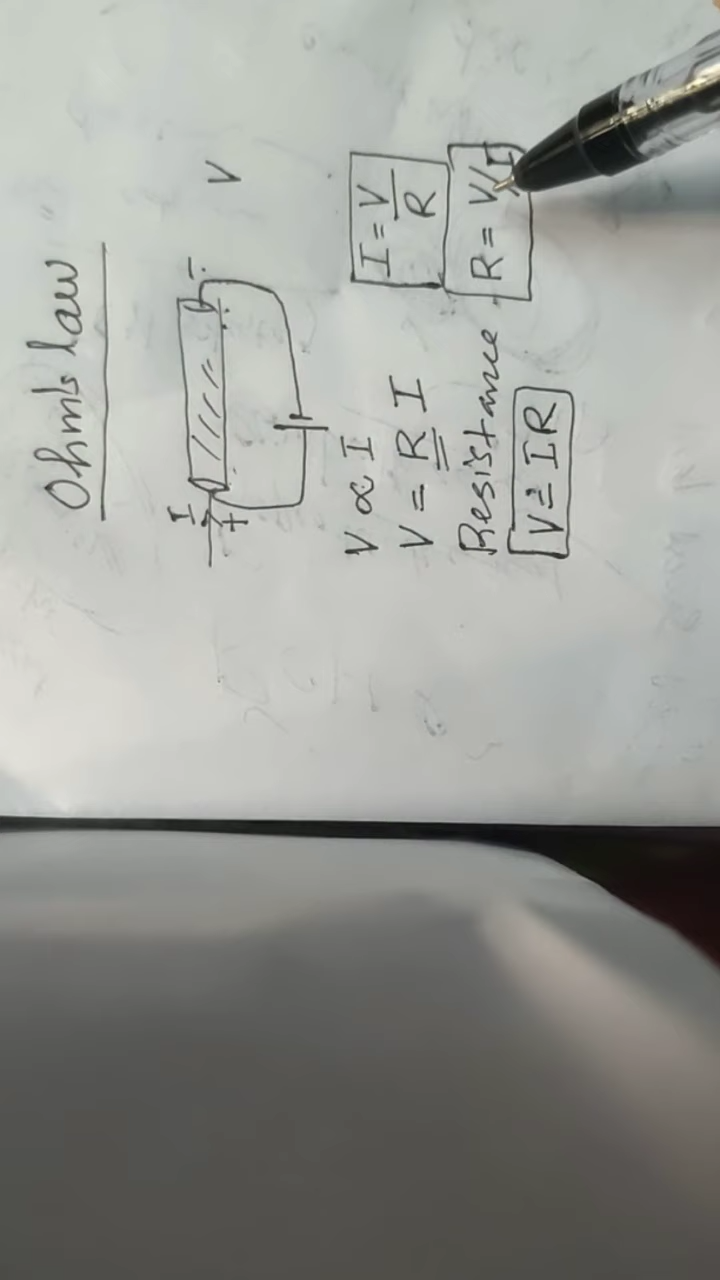 Ohm's law
I
+
-
V
V ∝ I
V = R I
Resistance
V = IR
I = V/R
R = V/I